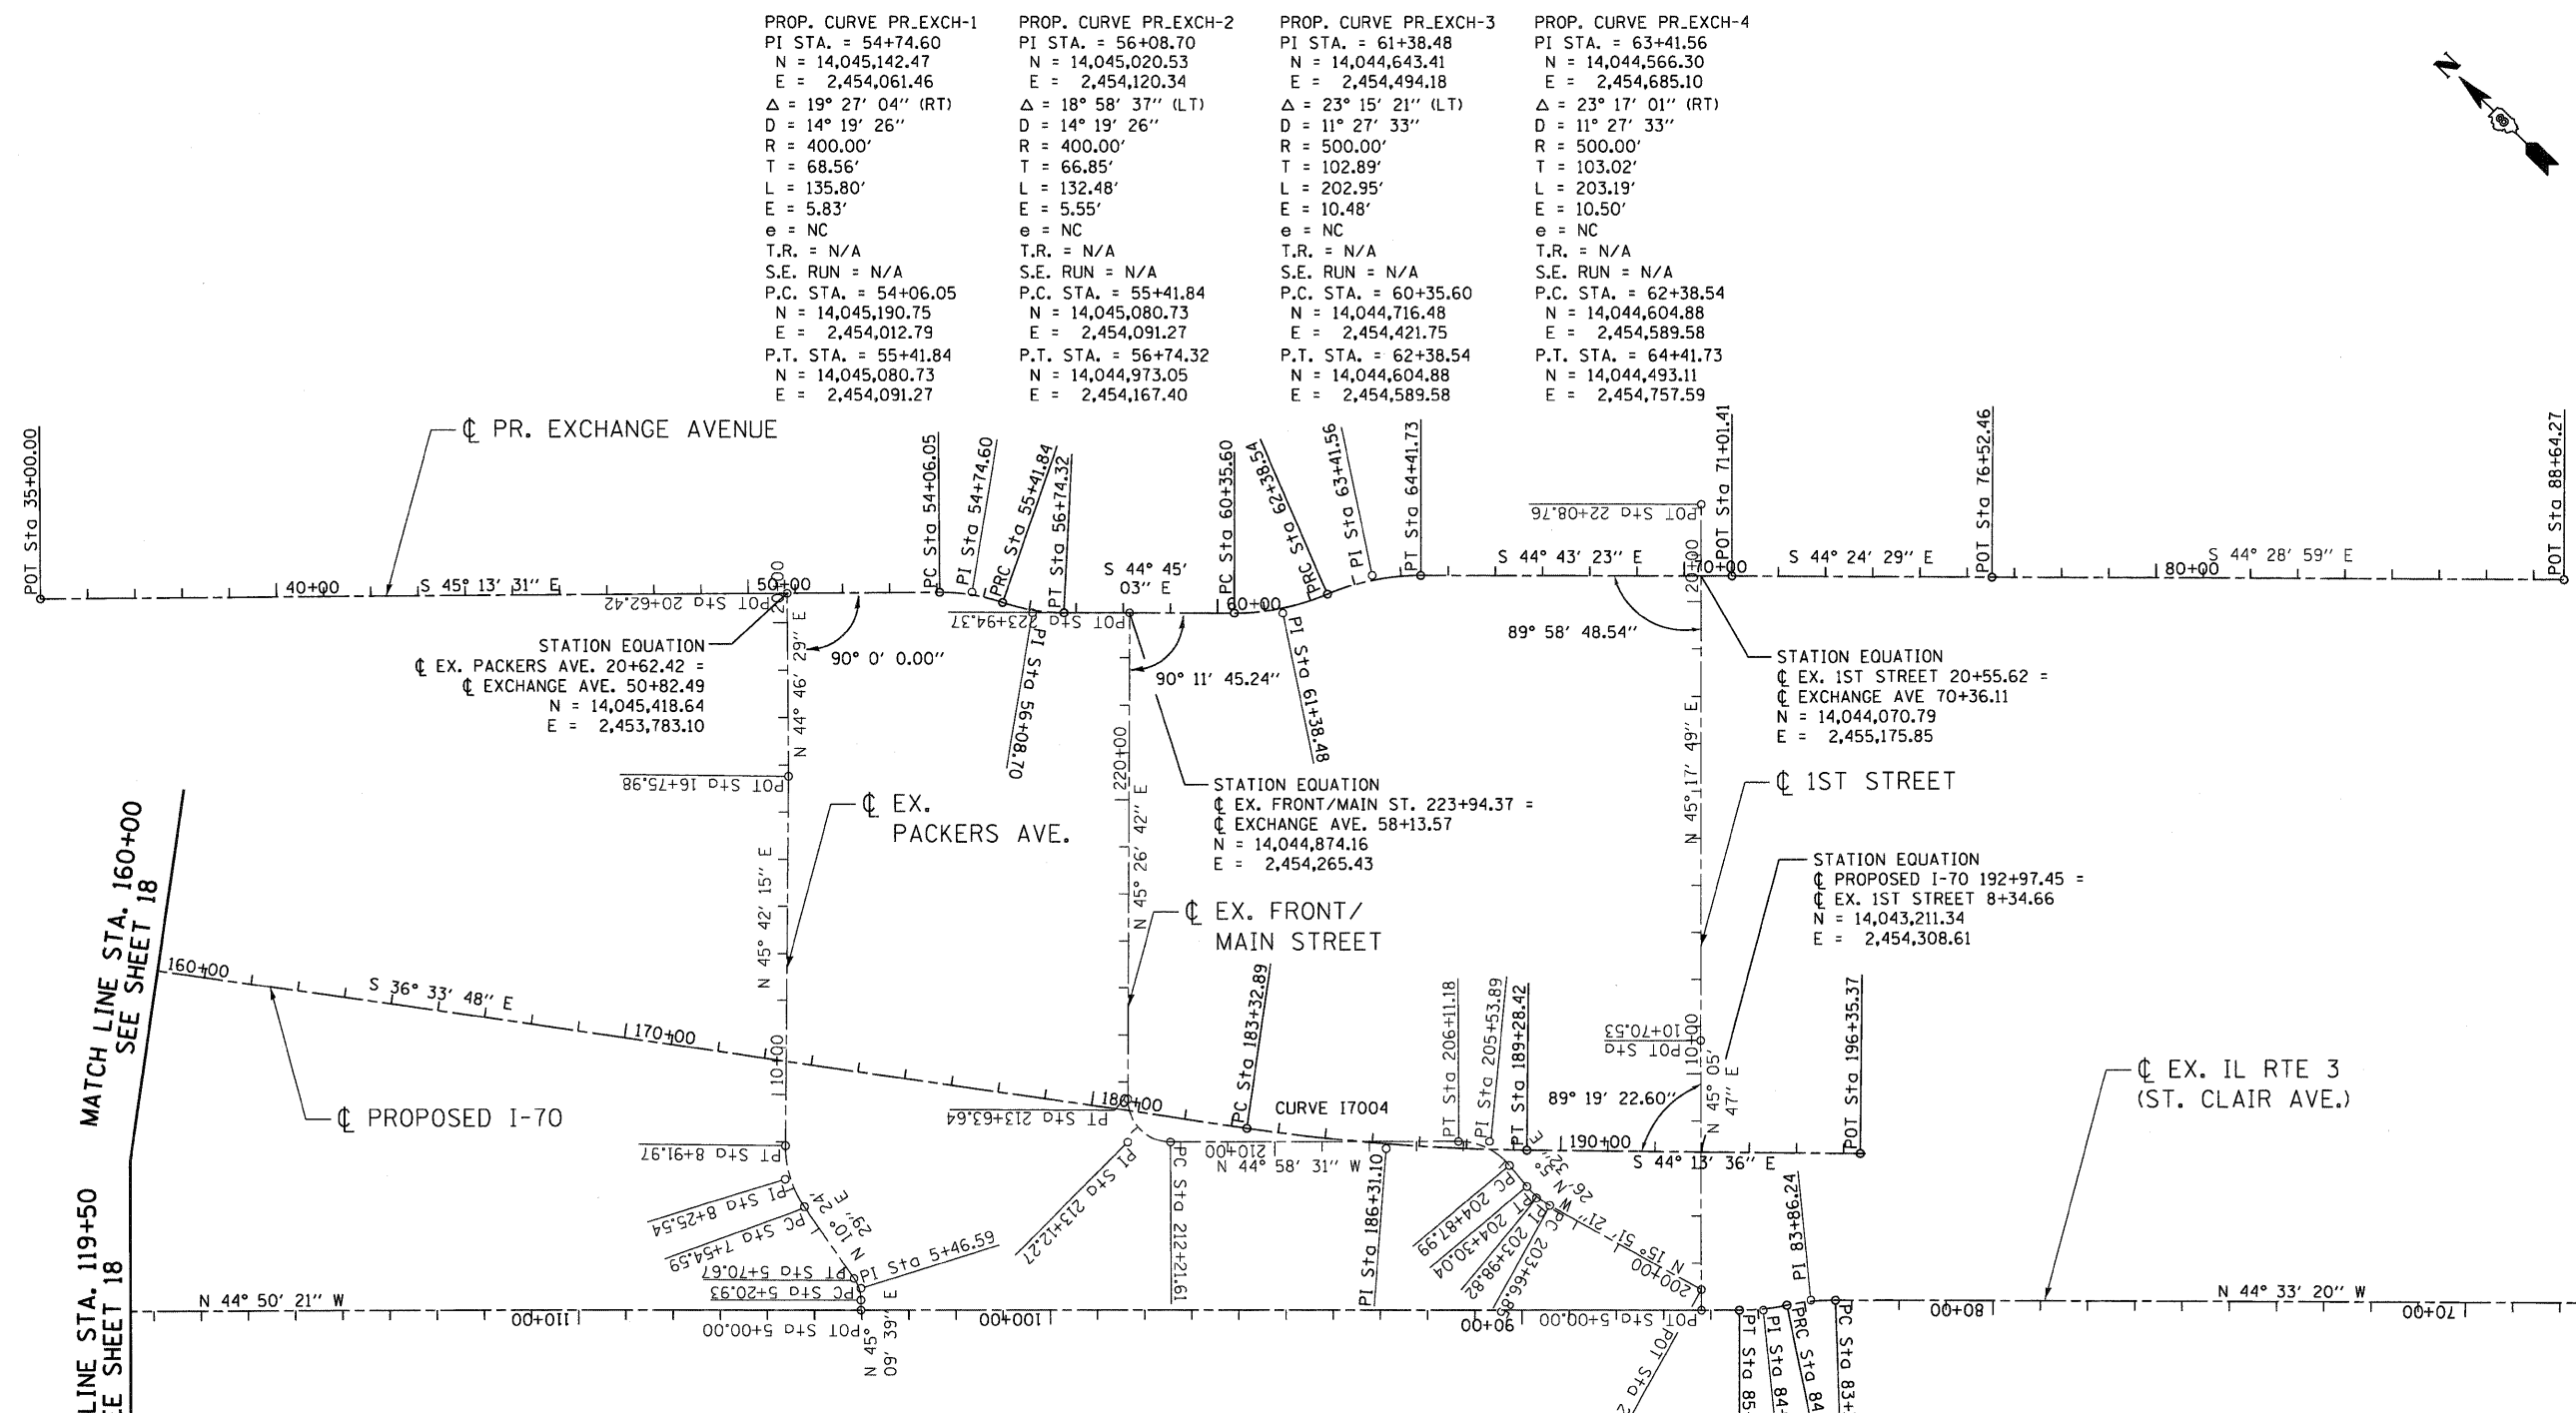 PROP. CURVE PR_EXCH-1
PI STA. = 54+74.60
N = 14,045,142.47
E = 2,454,061.46
Δ = 19° 27′ 04″ (RT)
D = 14° 19′ 26″
R = 400.00′
T = 68.56′
L = 135.80′
E = 5.83′
e = NC
T.R. = N/A
S.E. RUN = N/A
P.C. STA. = 54+06.05
N = 14,045,190.75
E = 2,454,012.79
P.T. STA. = 55+41.84
N = 14,045,080.73
E = 2,454,091.27
PROP. CURVE PR_EXCH-2
PI STA. = 56+08.70
N = 14,045,020.53
E = 2,454,120.34
Δ = 18° 58′ 37″ (LT)
D = 14° 19′ 26″
R = 400.00′
T = 66.85′
L = 132.48′
E = 5.55′
e = NC
T.R. = N/A
S.E. RUN = N/A
P.C. STA. = 55+41.84
N = 14,045,080.73
E = 2,454,091.27
P.T. STA. = 56+74.32
N = 14,044,973.05
E = 2,454,167.40
PROP. CURVE PR_EXCH-3
PI STA. = 61+38.48
N = 14,044,643.41
E = 2,454,494.18
Δ = 23° 15′ 21″ (LT)
D = 11° 27′ 33″
R = 500.00′
T = 102.89′
L = 202.95′
E = 10.48′
e = NC
T.R. = N/A
S.E. RUN = N/A
P.C. STA. = 60+35.60
N = 14,044,716.48
E = 2,454,421.75
P.T. STA. = 62+38.54
N = 14,044,604.88
E = 2,454,589.58
PROP. CURVE PR_EXCH-4
PI STA. = 63+41.56
N = 14,044,566.30
E = 2,454,685.10
Δ = 23° 17′ 01″ (RT)
D = 11° 27′ 33″
R = 500.00′
T = 103.02′
L = 203.19′
E = 10.50′
e = NC
T.R. = N/A
S.E. RUN = N/A
P.C. STA. = 62+38.54
N = 14,044,604.88
E = 2,454,589.58
P.T. STA. = 64+41.73
N = 14,044,493.11
E = 2,454,757.59
N
℄ PR. EXCHANGE AVENUE
POT Sta 35+00.00
40+00
S 45° 13′ 31″ E
50+00
20+00
POT Sta 20+62.42
PC Sta 54+06.05
PI Sta 54+74.60
PRC Sta 55+41.84
PT Sta 56+74.32
PI Sta 56+08.70
POT Sta 223+94.37
S 44° 45′
03″ E
PC Sta 60+35.60
60+00
PRC Sta 62+38.54
PI Sta 61+38.48
PI Sta 63+41.56
PT Sta 64+41.73
S 44° 43′ 23″ E
POT Sta 22+08.76
20+00
70+00
POT Sta 71+01.41
S 44° 24′ 29″ E
POT Sta 76+52.46
80+00
S 44° 28′ 59″ E
POT Sta 88+64.27
STATION EQUATION
℄ EX. PACKERS AVE. 20+62.42 =
℄ EXCHANGE AVE. 50+82.49
N = 14,045,418.64
E = 2,453,783.10
N 44° 46′ 29″ E
90° 0′ 0.00″
90° 11′ 45.24″
89° 58′ 48.54″
STATION EQUATION
℄ EX. 1ST STREET 20+55.62 =
℄ EXCHANGE AVE 70+36.11
N = 14,044,070.79
E = 2,455,175.85
POT Sta 16+75.98
℄ EX.
PACKERS AVE.
N 45° 42′ 15″ E
10+00
220+00
N 45° 26′ 42″ E
STATION EQUATION
℄ EX. FRONT/MAIN ST. 223+94.37 =
℄ EXCHANGE AVE. 58+13.57
N = 14,044,874.16
E = 2,454,265.43
℄ EX. FRONT/
MAIN STREET
N 45° 17′ 49″ E
℄ 1ST STREET
STATION EQUATION
℄ PROPOSED I-70 192+97.45 =
℄ EX. 1ST STREET 8+34.66
N = 14,043,211.34
E = 2,454,308.61
MATCH LINE STA. 160+00
SEE SHEET 18
160+00
S 36° 33′ 48″ E
170+00
180+00
℄ PROPOSED I-70
PC Sta 183+32.89
CURVE I7004
PT Sta 213+63.64
PI Sta 213+12.27
PC Sta 212+21.61
210+00
N 44° 58′ 31″ W
PI Sta 186+31.10
PT Sta 206+11.18
PI Sta 205+53.89
PT Sta 189+28.42
89° 19′ 22.60″
190+00
S 44° 13′ 36″ E
POT Sta 10+70.53
10+00
N 45° 05′
47″ E
POT Sta 196+35.37
℄ EX. IL RTE 3
(ST. CLAIR AVE.)
PT Sta 8+91.97
PI Sta 8+25.54
PC Sta 7+54.59
N 10° 24′
29″ E
PT Sta 5+70.67
PI Sta 5+46.59
PC Sta 5+20.93
POT Sta 5+00.00
N 45°
09′ 39″ E
PC 204+87.99
PT 204+30.04
PI 203+98.82
PC 203+66.85
N 15° 51′ 21″ W
200+00
POT Sta 5+00.00
POT Sta
LINE STA. 119+50
EE SHEET 18
N 44° 50′ 21″ W
110+00
100+00
90+00
PI 83+86.24
80+00
N 44° 33′ 20″ W
70+00
PT Sta 85+
PI Sta 84+
PRC Sta 84
PC Sta 83+